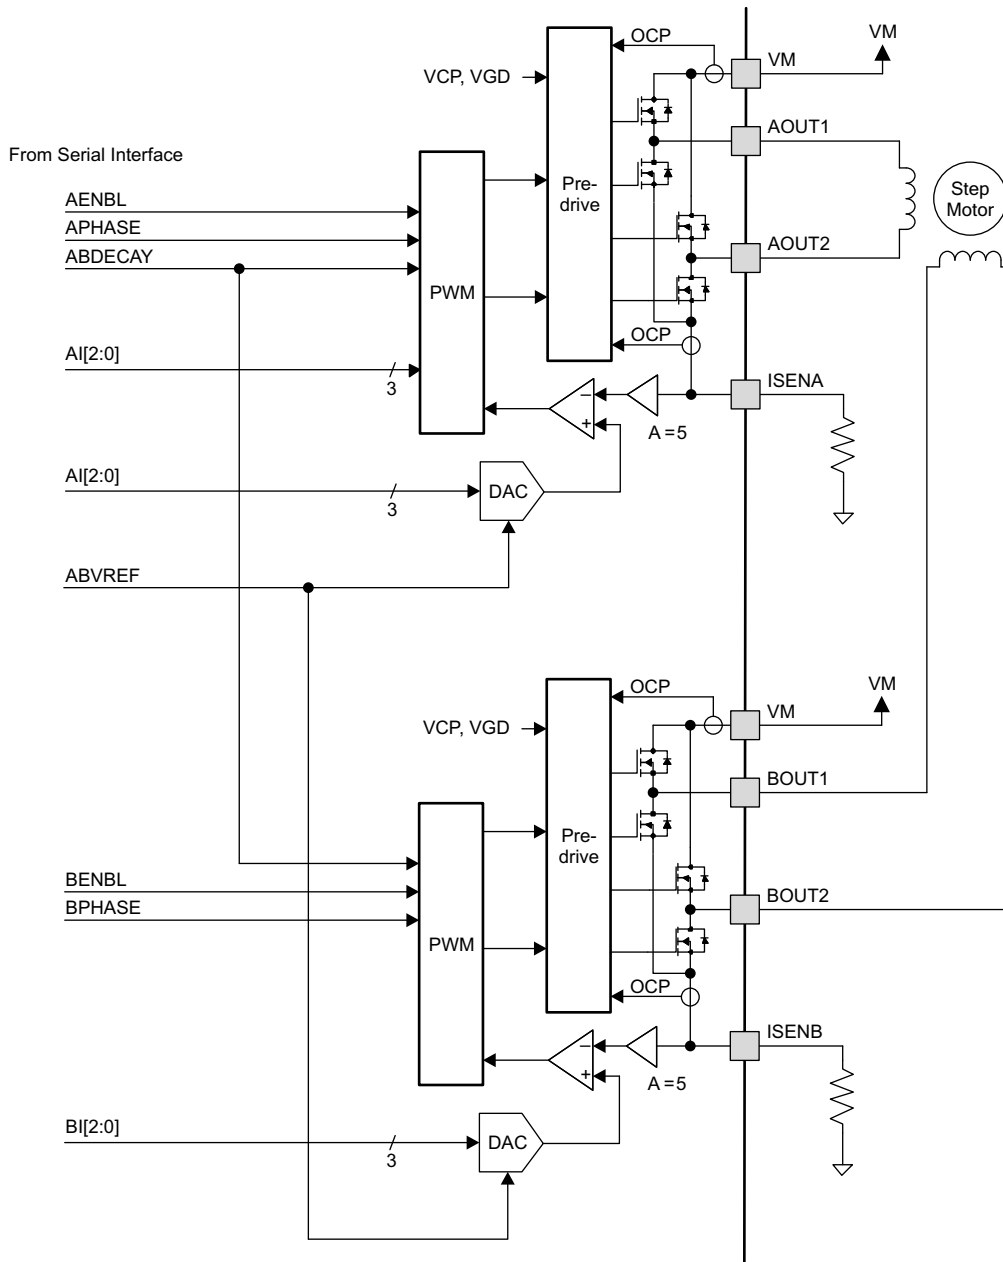 OCP
VM
VM
VCP, VGD
AOUT1
From Serial Interface
AENBL
APHASE
ABDECAY
PWM
Pre-
drive
Step
Motor
AOUT2
OCP
AI[2:0]
3
ISENA
–
+
A = 5
AI[2:0]
3
DAC
ABVREF
OCP
VM
VM
VCP, VGD
BOUT1
Pre-
drive
BENBL
BPHASE
PWM
BOUT2
OCP
ISENB
–
+
A = 5
BI[2:0]
3
DAC